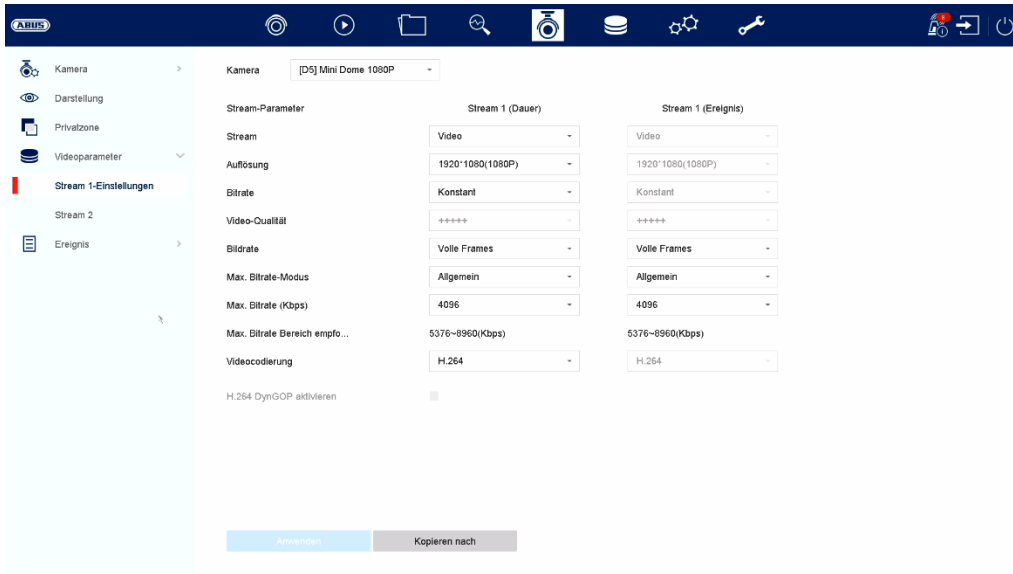 ABUS
8
Kamera
Darstellung
Privatzone
Videoparameter
Stream 1-Einstellungen
Stream 2
Ereignis
Kamera [D5] Mini Dome 1080P
Stream-Parameter Stream 1 (Dauer) Stream 1 (Ereignis)
Stream Video Video
Auflösung 1920*1080(1080P) 1920*1080(1080P)
Bitrate Konstant Konstant
Video-Qualität +++++ +++++
Bildrate Volle Frames Volle Frames
Max. Bitrate-Modus Allgemein Allgemein
Max. Bitrate (Kbps) 4096 4096
Max. Bitrate Bereich empfo... 5376~8960(Kbps) 5376~8960(Kbps)
Videocodierung H.264 H.264
H.264 DynGOP aktivieren
Anwenden Kopieren nach